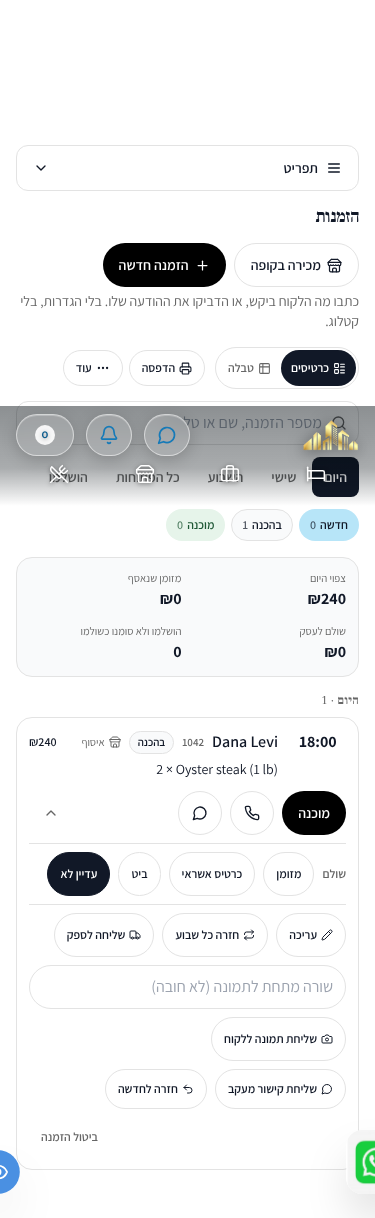 תפריט
הזמנות
מכירה בקופה
הזמנה חדשה
כתבו מה הלקוח ביקש, או הדביקו את ההודעה שלו. בלי הגדרות, בלי
קטלוג.
כרטיסים
טבלה
הדפסה
עוד
מספר הזמנה, שם או
0
היום
שישי
כל
חדשה 0
בהכנה 1
מוכנה 0
צפוי היום
מזומן שנאסף
₪240
₪0
שולם לעסק
הושלמו ולא סומנו כשולמו
₪0
0
היום · 1
18:00
Dana Levi
1042
בהכנה
איסוף
₪240
2 × Oyster steak (1 lb)
מוכנה
שולם
מזומן
כרטיס אשראי
ביט
עדיין לא
עריכה
חזרה כל שבוע
שליחה לספק
שורה מתחת לתמונה (לא חובה)
שליחת תמונה ללקוח
שליחת קישור מעקב
חזרה לחדשה
ביטול הזמנה